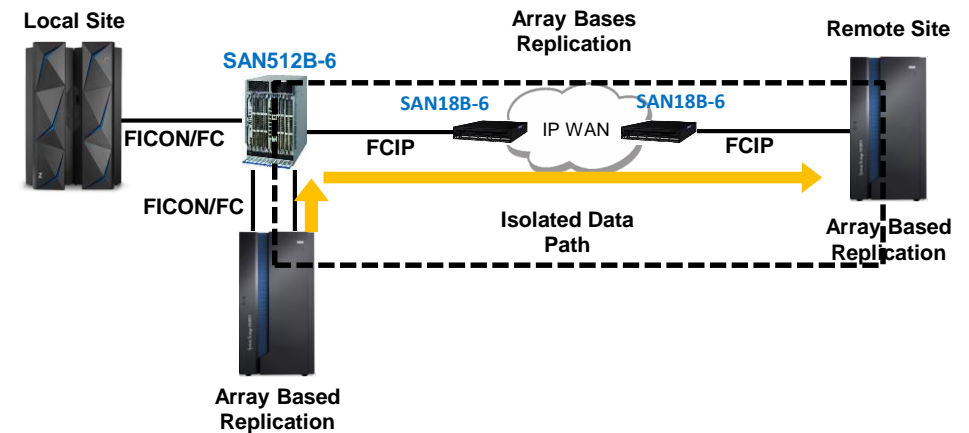 Local Site
Array Bases
Replication
Remote Site
SAN512B-6
SAN18B-6
SAN18B-6
IP WAN
FICON/FC
FCIP
FCIP
FICON/FC
Isolated Data
Path
Array Based
Replication
Array Based
Replication